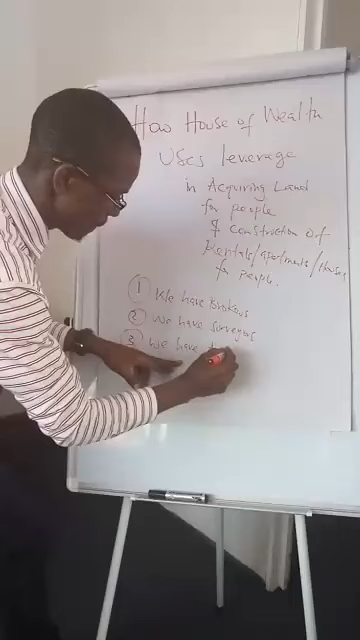 How House of Wealth
uses leverage
in Acquiring Land
for people
& construction of
Rentals/apartments/Houses
for people.
① We have brokers
② We have surveyors
③ We have